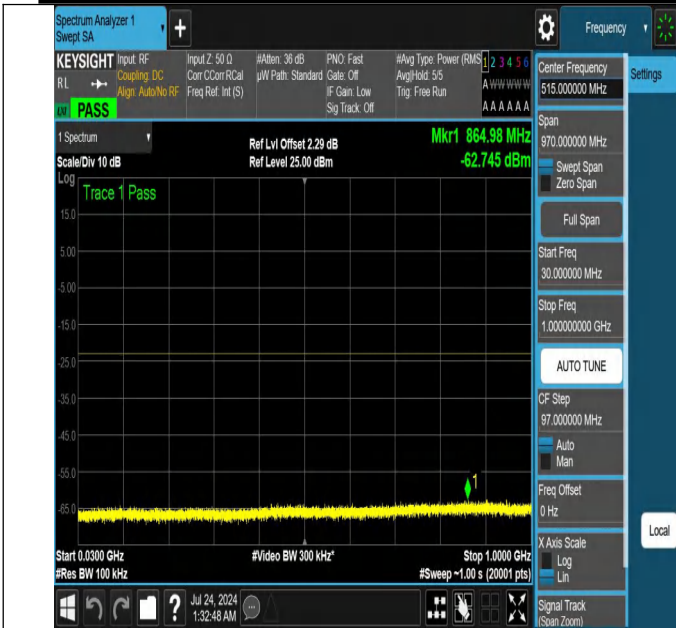 Spectrum Analyzer 1
Swept SA
Frequency
KEYSIGHT
RL
PASS
Input: RF
Coupling: DC
Align: Auto/No RF
Input Z: 50 Ω
Corr CCorr RCal
Freq Ref: Int (S)
#Atten: 36 dB
µW Path: Standard
PNO: Fast
Gate: Off
IF Gain: Low
Sig Track: Off
#Avg Type: Power (RMS
Avg|Hold: 5/5
Trig: Free Run
1 2 3 4 5 6
A W W W W W
A A A A A A
1 Spectrum
Scale/Div 10 dB
Ref Lvl Offset 2.29 dB
Ref Level 25.00 dBm
Mkr1 864.98 MHz
-62.745 dBm
Log
Trace 1 Pass
15.0
5.00
-5.00
-15.0
-25.0
-35.0
-45.0
-55.0
-65.0
1
Start 0.0300 GHz
#Res BW 100 kHz
#Video BW 300 kHz*
Stop 1.0000 GHz
#Sweep ~1.00 s (20001 pts)
Jul 24, 2024
1:32:48 AM
Center Frequency
515.000000 MHz
Span
970.000000 MHz
Swept Span
Zero Span
Full Span
Start Freq
30.000000 MHz
Stop Freq
1.000000000 GHz
AUTO TUNE
CF Step
97.000000 MHz
Auto
Man
Freq Offset
0 Hz
X Axis Scale
Log
Lin
Signal Track
(Span Zoom)
Settings
Local